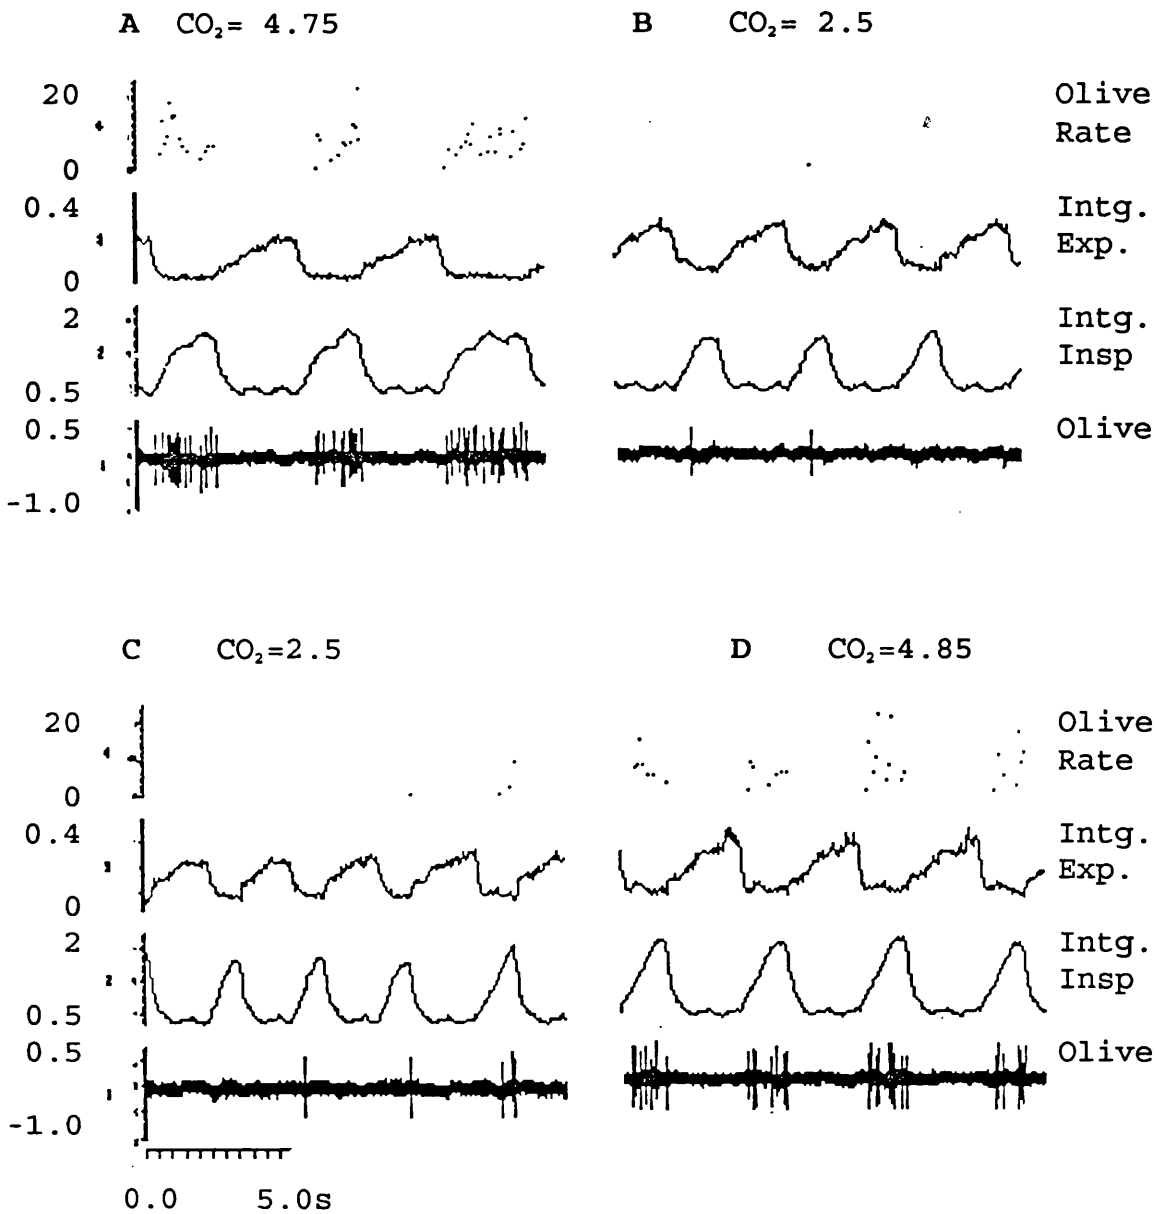 A CO₂= 4.75 B CO₂= 2.5
20 Olive
Rate
0
0.4 Intg.
Exp.
0
2 Intg.
Insp
0.5
0.5 Olive
-1.0
C CO₂=2.5 D CO₂=4.85
20 Olive
Rate
0
0.4 Intg.
Exp.
0
2 Intg.
Insp
0.5
0.5 Olive
-1.0
0.0 5.0s